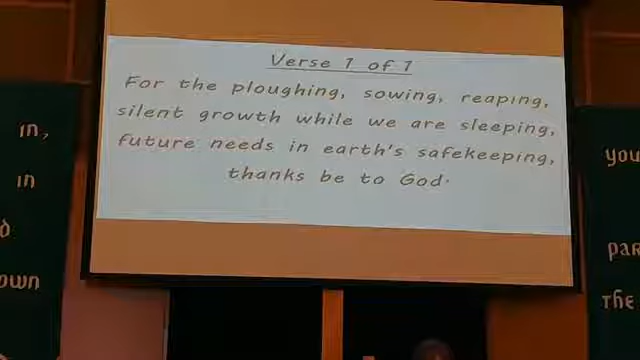 Verse 1 of 1
For the ploughing, sowing, reaping,
silent growth while we are sleeping,
future needs in earth's safekeeping,
thanks be to God.
in,
in
own
you
the